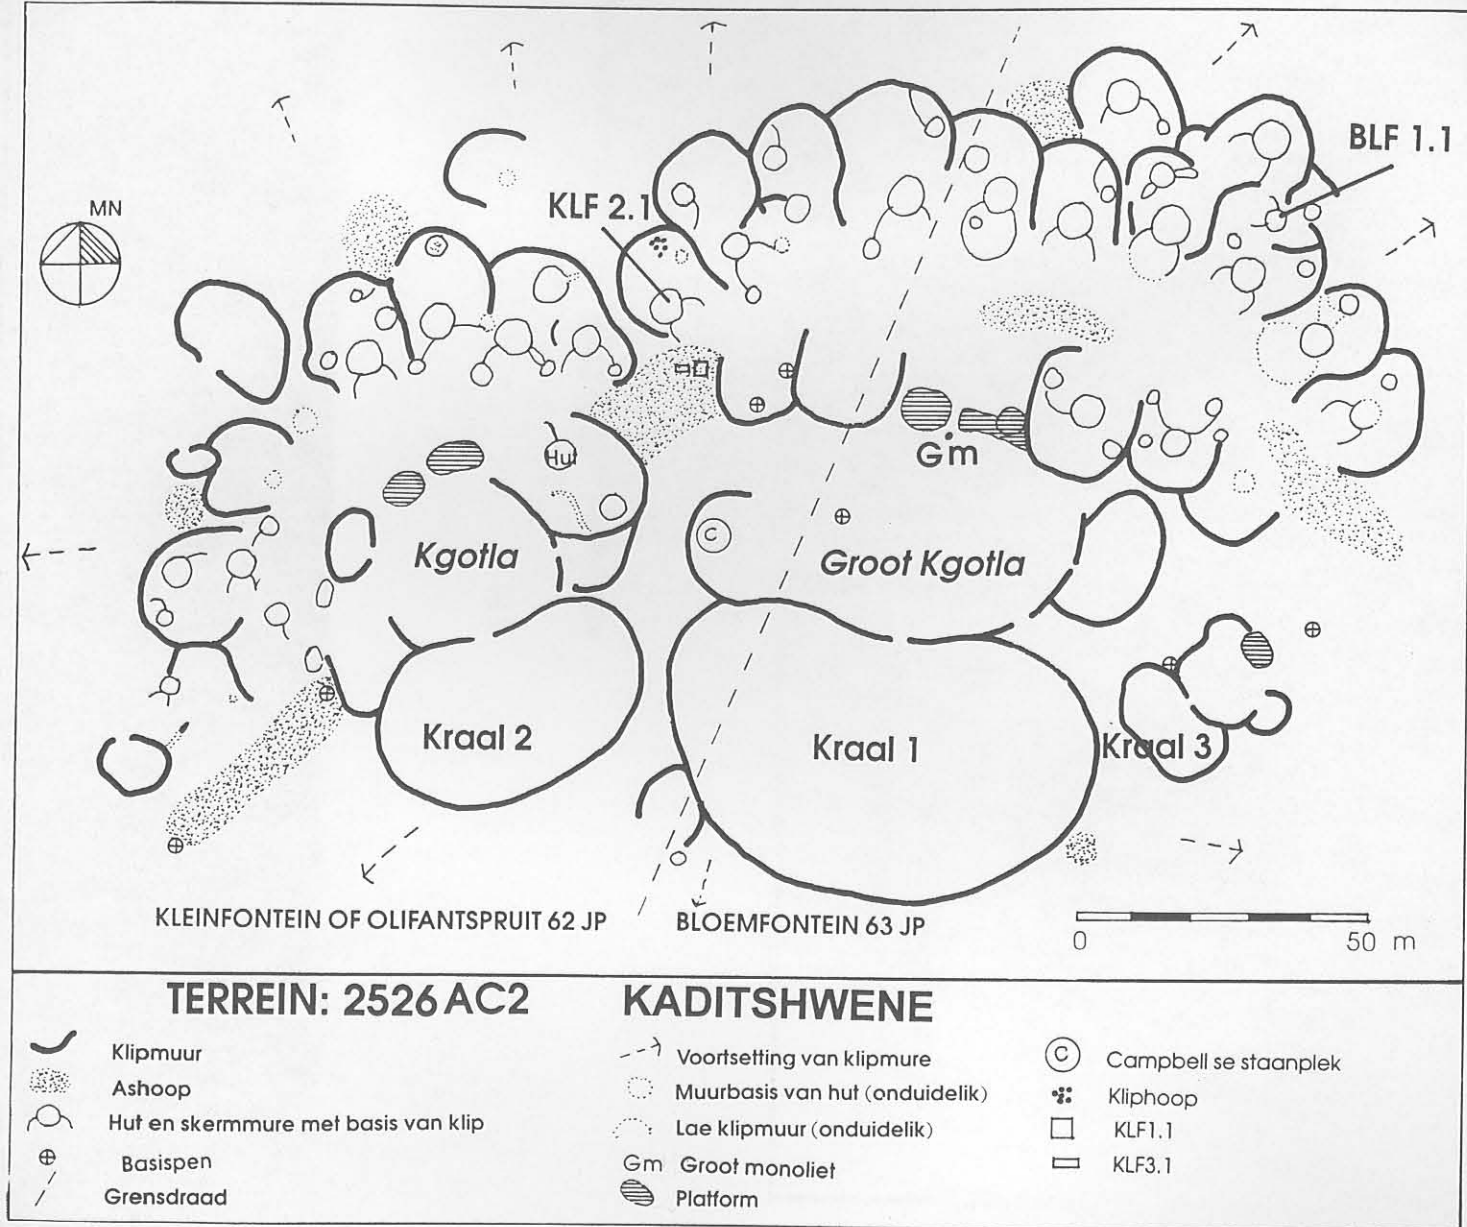 MN
KLF 2.1
BLF 1.1
Hut
Gm
Kgotla
C
Groot Kgotla
Kraal 2
Kraal 1
Kraal 3
KLEINFONTEIN OF OLIFANTSPRUIT 62 JP
BLOEMFONTEIN 63 JP
0 50 m
TERREIN: 2526 AC2
KADITSHWENE
Klipmuur
Ashoop
Hut en skermmure met basis van klip
Basispen
Grensdraad
Voortsetting van klipmure
Muurbasis van hut (onduidelik)
Lae klipmuur (onduidelik)
Gm Groot monoliet
Platform
C Campbell se staanplek
Kliphoop
KLF1.1
KLF3.1